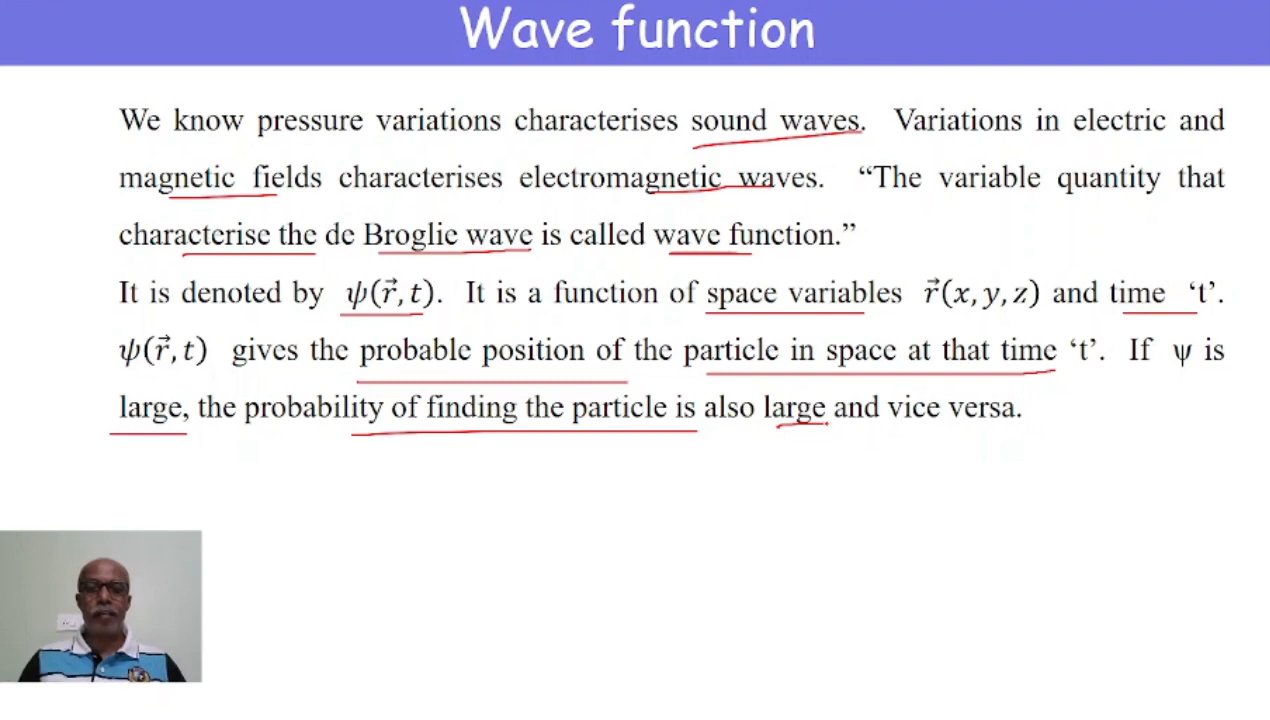 Wave function
We know pressure variations characterises sound waves. Variations in electric and
magnetic fields characterises electromagnetic waves. “The variable quantity that
characterise the de Broglie wave is called wave function.”
It is denoted by ψ(r⃗, t). It is a function of space variables r⃗(x, y, z) and time ‘t’.
ψ(r⃗, t) gives the probable position of the particle in space at that time ‘t’. If ψ is
large, the probability of finding the particle is also large and vice versa.